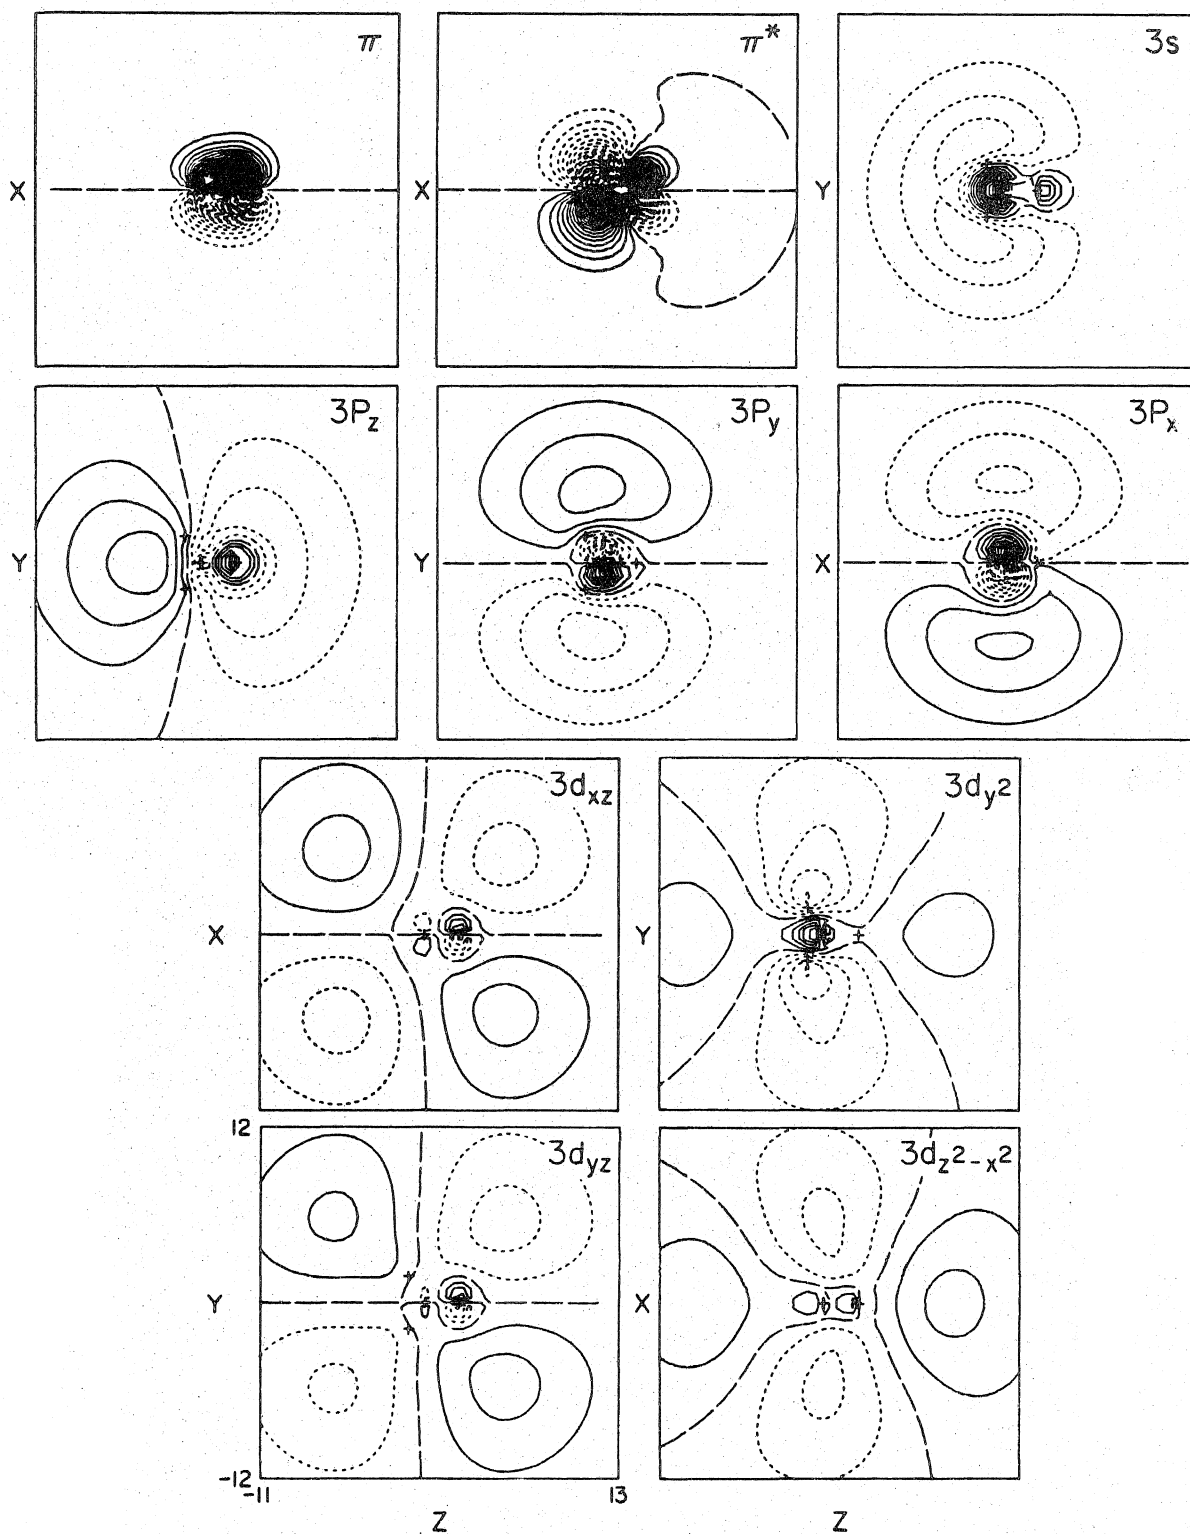 π π* 3s
X X Y
3Pz 3Py 3Px
Y Y X
3dxz 3dy2
X Y
12
3dyz 3dz2-x2
Y X
-12
-11 13
Z Z